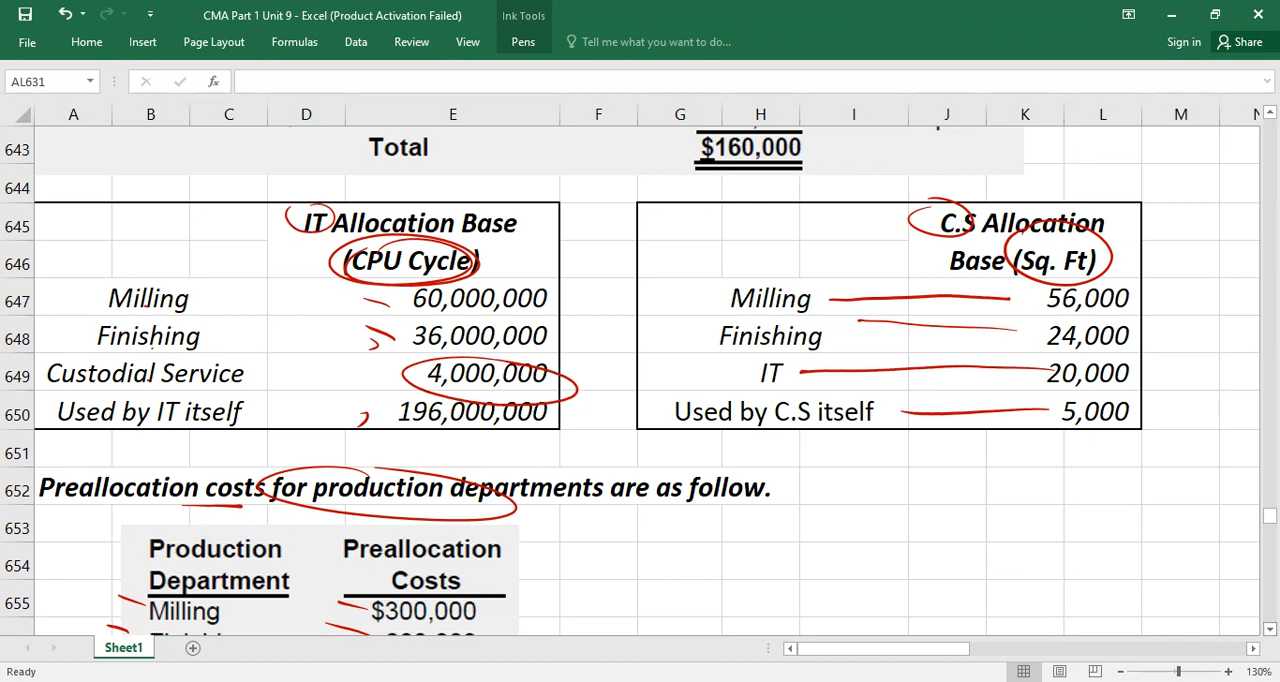 CMA Part 1 Unit 9 - Excel (Product Activation Failed)
Ink Tools
File Home Insert Page Layout Formulas Data Review View Pens Tell me what you want to do... Sign in Share
AL631 fx
A B C D E F G H I J K L M N
643 Total $160,000
644
645 IT Allocation Base C.S Allocation
646 (CPU Cycle) Base (Sq. Ft)
647 Milling 60,000,000 Milling 56,000
648 Finishing 36,000,000 Finishing 24,000
649 Custodial Service 4,000,000 IT 20,000
650 Used by IT itself 196,000,000 Used by C.S itself 5,000
651
652 Preallocation costs for production departments are as follow.
653 Production Preallocation
654 Department Costs
655 Milling $300,000
Sheet1
Ready 130%